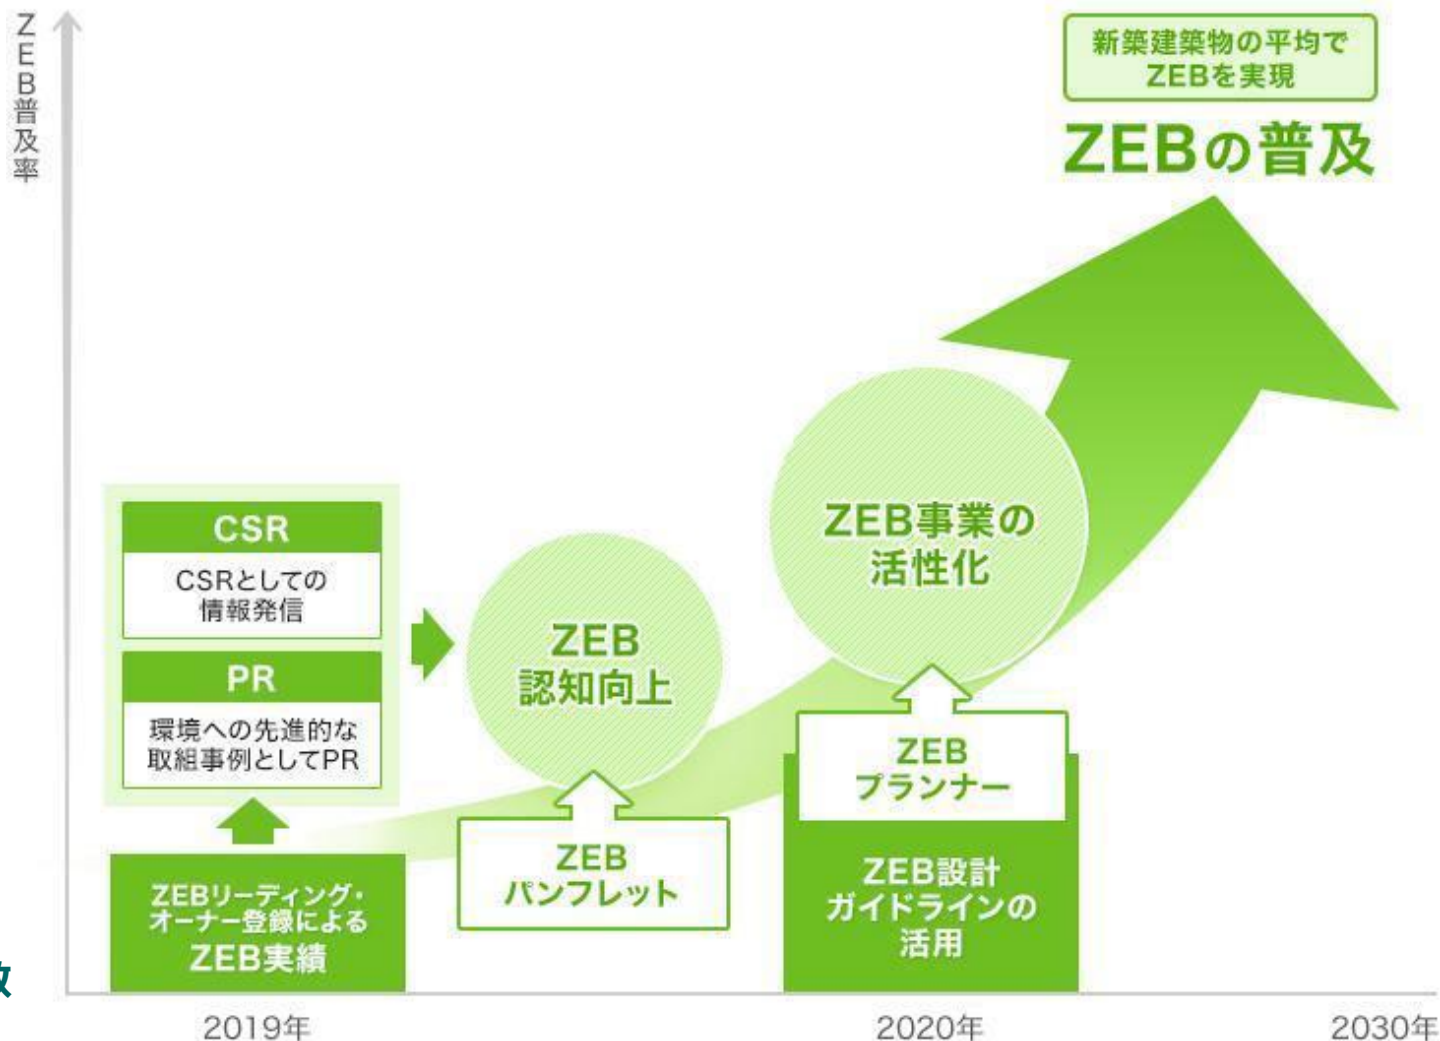 ZEB普及率
新築建築物の平均で
ZEBを実現
ZEBの普及
CSR
CSRとしての
情報発信
PR
環境への先進的な
取組事例としてPR
ZEBリーディング・
オーナー登録による
ZEB実績
ZEB
認知向上
ZEB
パンフレット
ZEB事業の
活性化
ZEB
プランナー
ZEB設計
ガイドラインの
活用
2019年
2020年
2030年